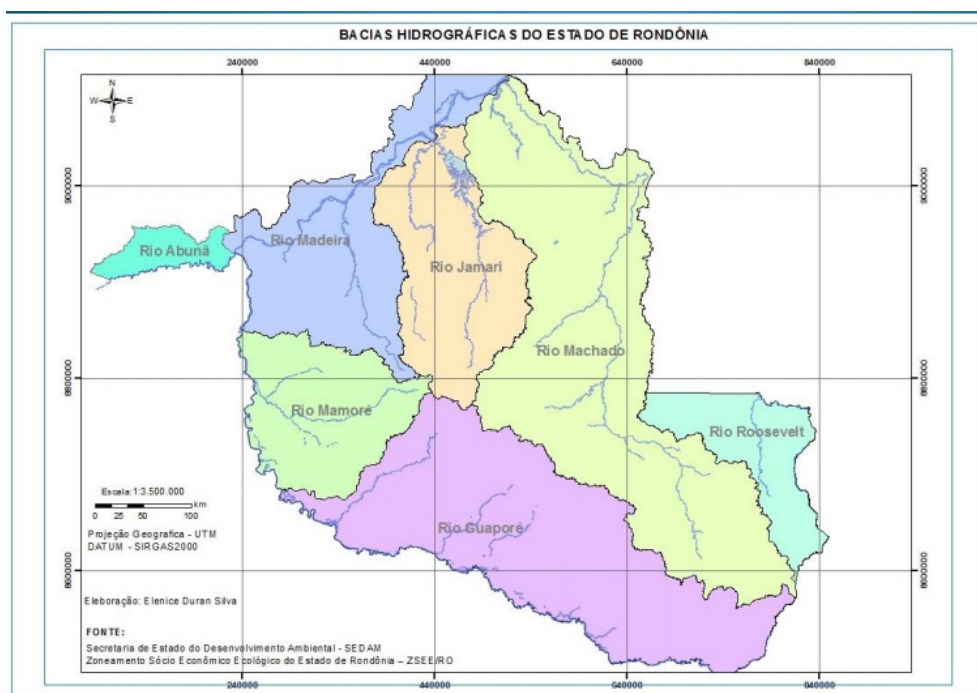 BACIAS HIDROGRÁFICAS DO ESTADO DE RONDÔNIA
240000 440000 640000 840000
N
W E
S
9000000 9000000
Rio Abunã
Rio Madeira
Rio Jamari
Rio Machado
8800000 8800000
Rio Mamoré
Rio Roosevelt
Escala:1:3.500.000
0 25 50 100 km
Rio Guaporé
Projeção Geografica - UTM
DATUM - SIRGAS2000
8600000 8600000
Eleboração: Elenice Duran Silva
FONTE:
Secretaria de Estado do Desenvolvimento Ambiental - SEDAM
Zoneamento Sócio Econômico Ecológico do Estado de Rondônia – ZSEE/RO
240000 440000 640000 840000